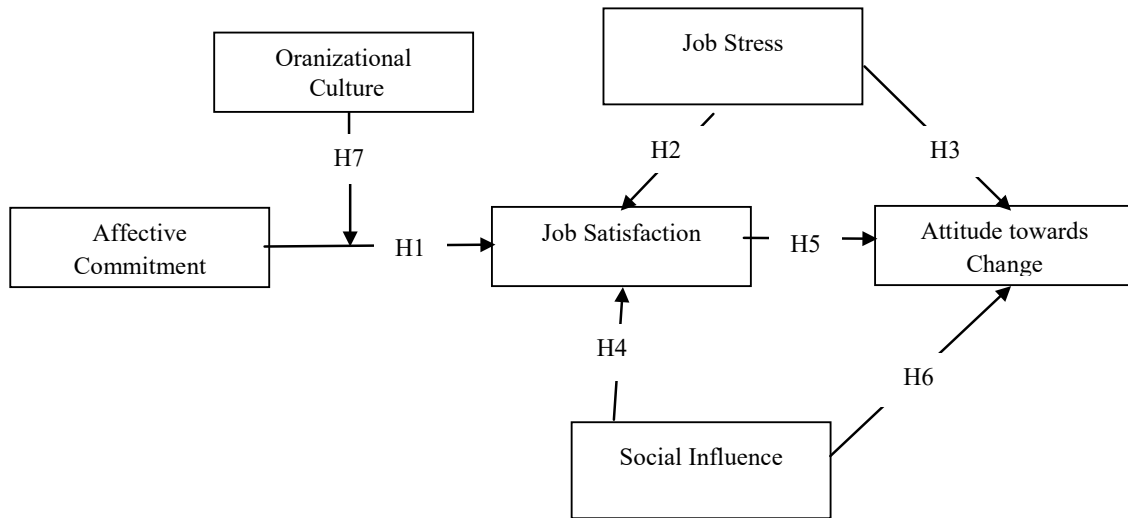 Oranizational
Culture
Job Stress
H7
H2
H3
Affective
Commitment
H1
Job Satisfaction
H5
Attitude towards
Change
H4
H6
Social Influence